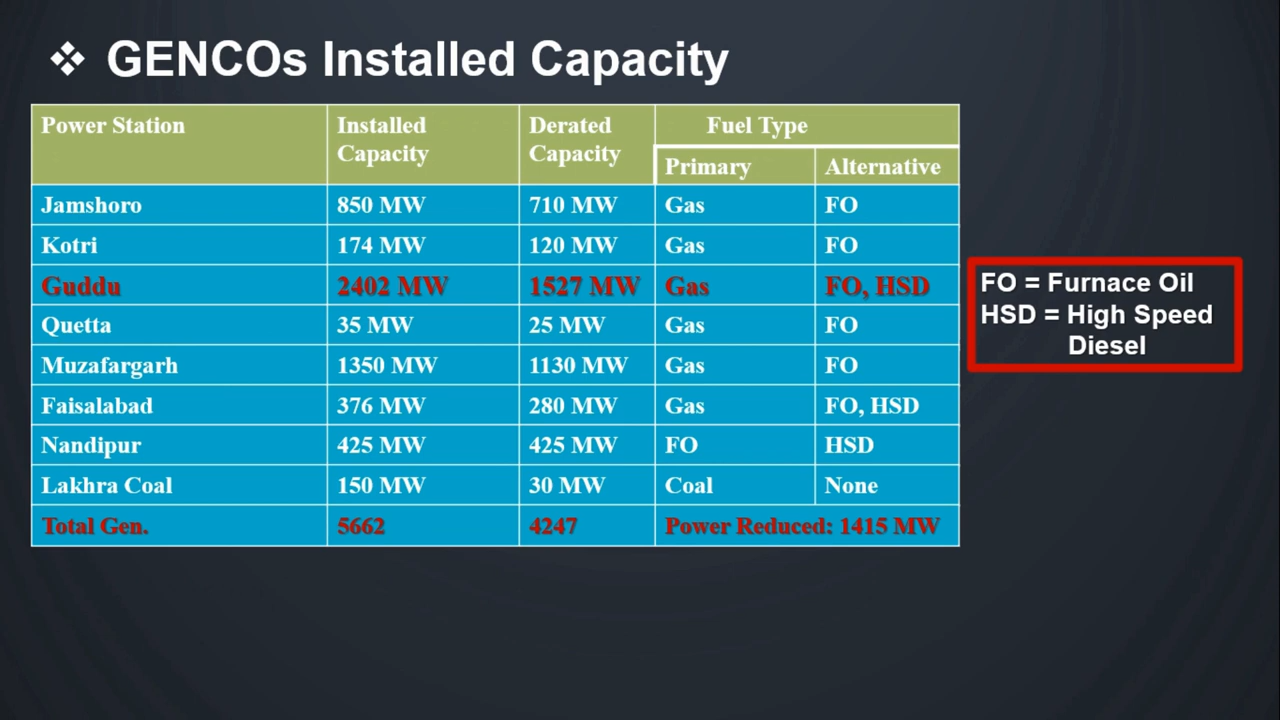 ❖ GENCOs Installed Capacity
Power Station Installed Capacity Derated Capacity Fuel Type
Primary Alternative
Jamshoro 850 MW 710 MW Gas FO
Kotri 174 MW 120 MW Gas FO
Guddu 2402 MW 1527 MW Gas FO, HSD
Quetta 35 MW 25 MW Gas FO
Muzafargarh 1350 MW 1130 MW Gas FO
Faisalabad 376 MW 280 MW Gas FO, HSD
Nandipur 425 MW 425 MW FO HSD
Lakhra Coal 150 MW 30 MW Coal None
Total Gen. 5662 4247 Power Reduced: 1415 MW
FO = Furnace Oil
HSD = High Speed
Diesel